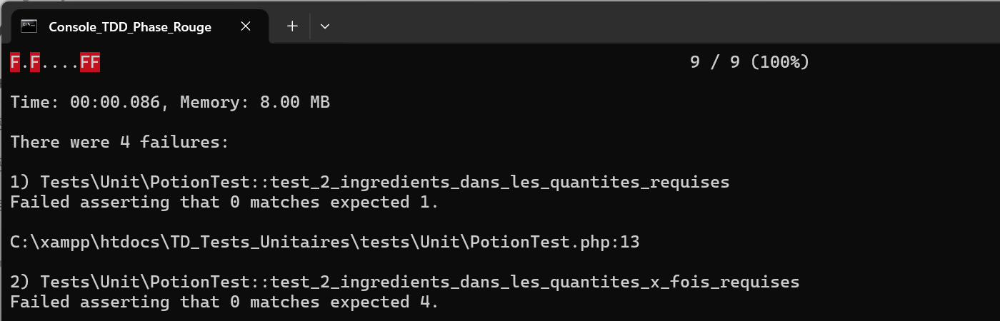 Console_TDD_Phase_Rouge
F.F....FF 9 / 9 (100%)
Time: 00:00.086, Memory: 8.00 MB
There were 4 failures:
1) Tests\Unit\PotionTest::test_2_ingredients_dans_les_quantites_requises
Failed asserting that 0 matches expected 1.
C:\xampp\htdocs\TD_Tests_Unitaires\tests\Unit\PotionTest.php:13
2) Tests\Unit\PotionTest::test_2_ingredients_dans_les_quantites_x_fois_requises
Failed asserting that 0 matches expected 4.